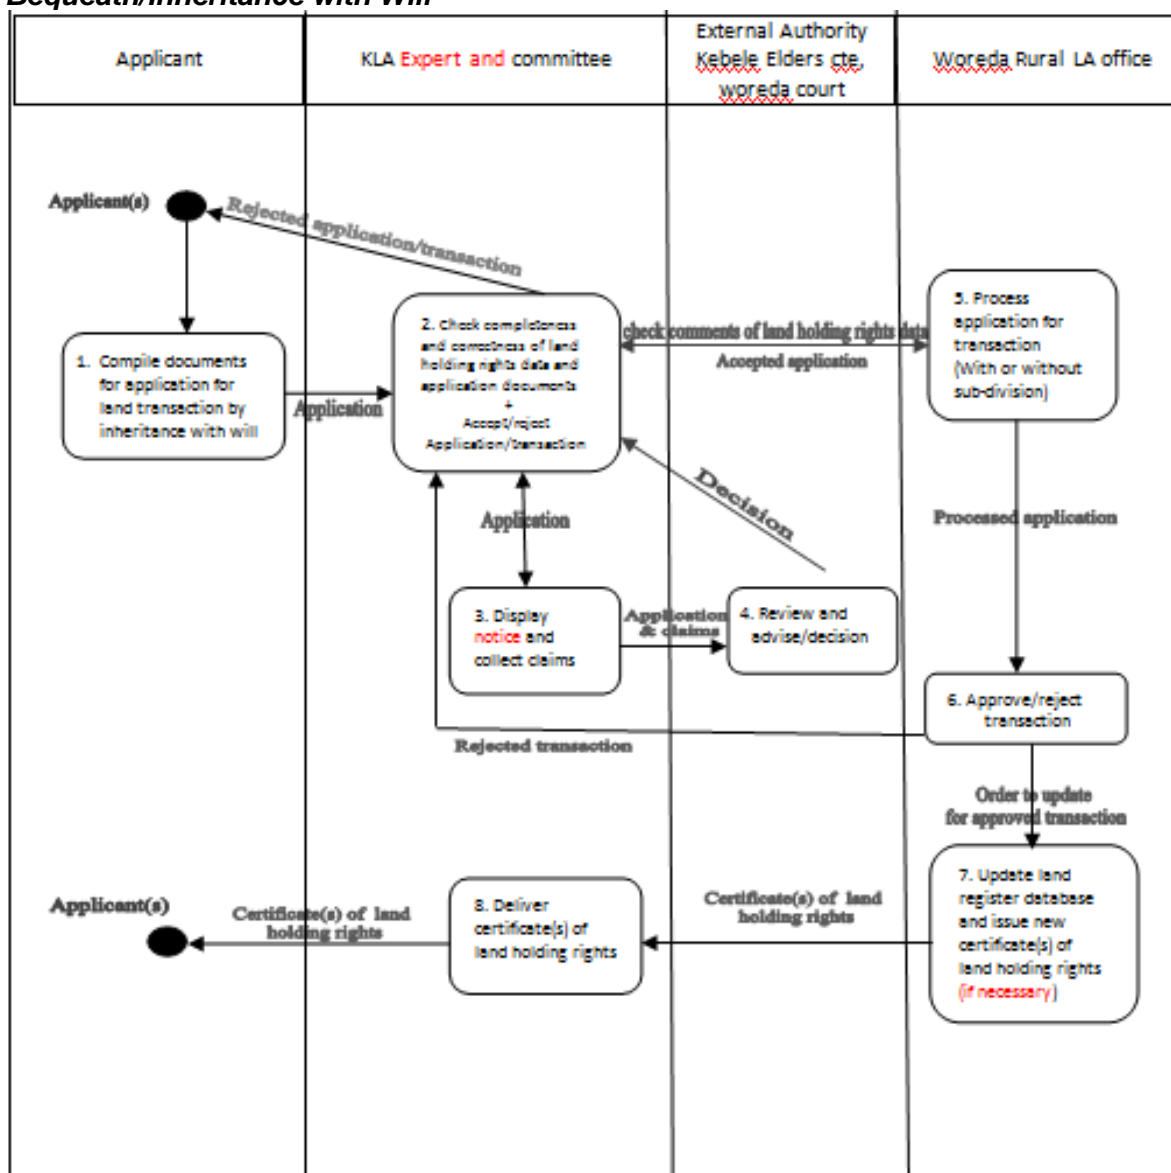 Bequeath/Inheritance with Will
Applicant
KLA Expert and committee
External Authority
Kebele Elders cte,
woreda court
Woreda Rural LA office
Applicant(s)
Rejected application/transaction
1. Compile documents
for application for
land transaction by
inheritance with will
Application
2. Check completeness
and correctness of land
holding rights data and
application documents
+
Accept/reject
Application/transaction
check comments of land holding rights data
Accepted application
5. Process
application for
transaction
(With or without
sub-division)
Decision
Application
Processed application
3. Display
notice and
collect claims
Application
& claims
4. Review and
advise/decision
6. Approve/reject
transaction
Rejected transaction
Order to update
for approved transaction
7. Update land
register database
and issue new
certificate(s) of
land holding rights
(if necessary)
Certificate(s) of land
holding rights
8. Deliver
certificate(s) of
land holding rights
Certificate(s) of land
holding rights
Applicant(s)